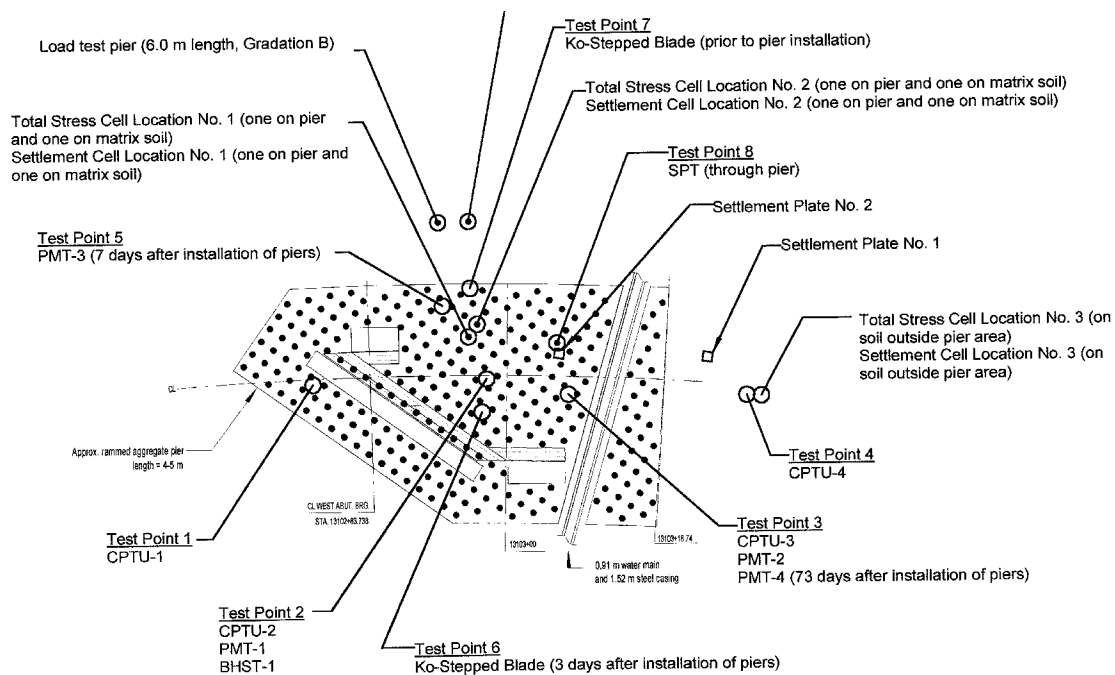 Test Point 7
Ko-Stepped Blade (prior to pier installation)
Load test pier (6.0 m length, Gradation B)
Total Stress Cell Location No. 2 (one on pier and one on matrix soil)
Settlement Cell Location No. 2 (one on pier and one on matrix soil)
Total Stress Cell Location No. 1 (one on pier
and one on matrix soil)
Settlement Cell Location No. 1 (one on pier and
one on matrix soil)
Test Point 8
SPT (through pier)
Settlement Plate No. 2
Settlement Plate No. 1
Test Point 5
PMT-3 (7 days after installation of piers)
Total Stress Cell Location No. 3 (on
soil outside pier area)
Settlement Cell Location No. 3 (on
soil outside pier area)
CL
Approx. rammed aggregate pier
length = 4-5 m
Test Point 4
CPTU-4
CL WEST ABUT. BRG.
STA. 13102+83.738
Test Point 1
CPTU-1
13103+00
13103+16.74
0.91 m water main
and 1.52 m steel casing
Test Point 3
CPTU-3
PMT-2
PMT-4 (73 days after installation of piers)
Test Point 2
CPTU-2
PMT-1
BHST-1
Test Point 6
Ko-Stepped Blade (3 days after installation of piers)